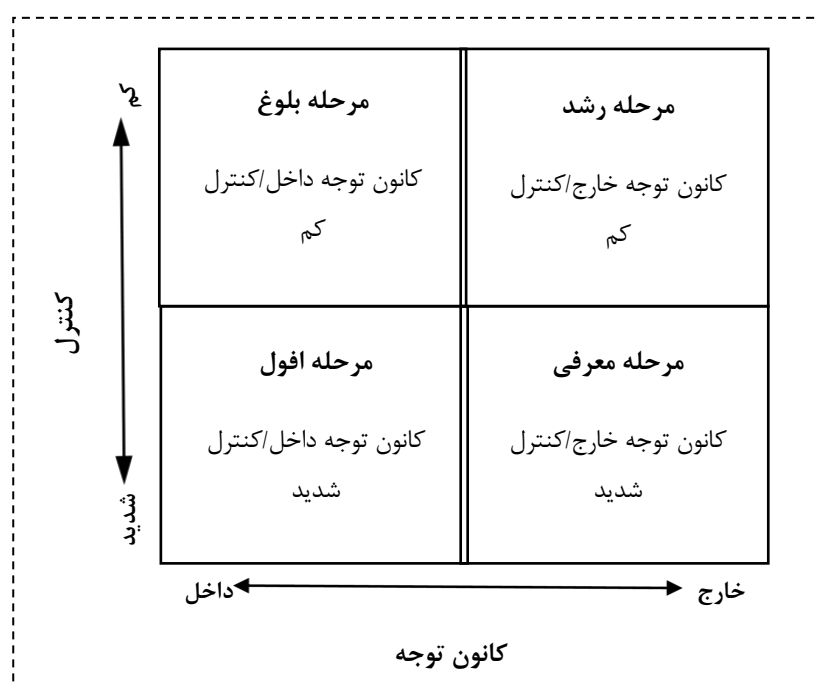 کم
مرحله رشد
کانون توجه خارج/کنترل
کم
مرحله بلوغ
کانون توجه داخل/کنترل
کم
کنترل
مرحله معرفی
کانون توجه خارج/کنترل
شدید
مرحله افول
کانون توجه داخل/کنترل
شدید
شدید
خارج
داخل
کانون توجه